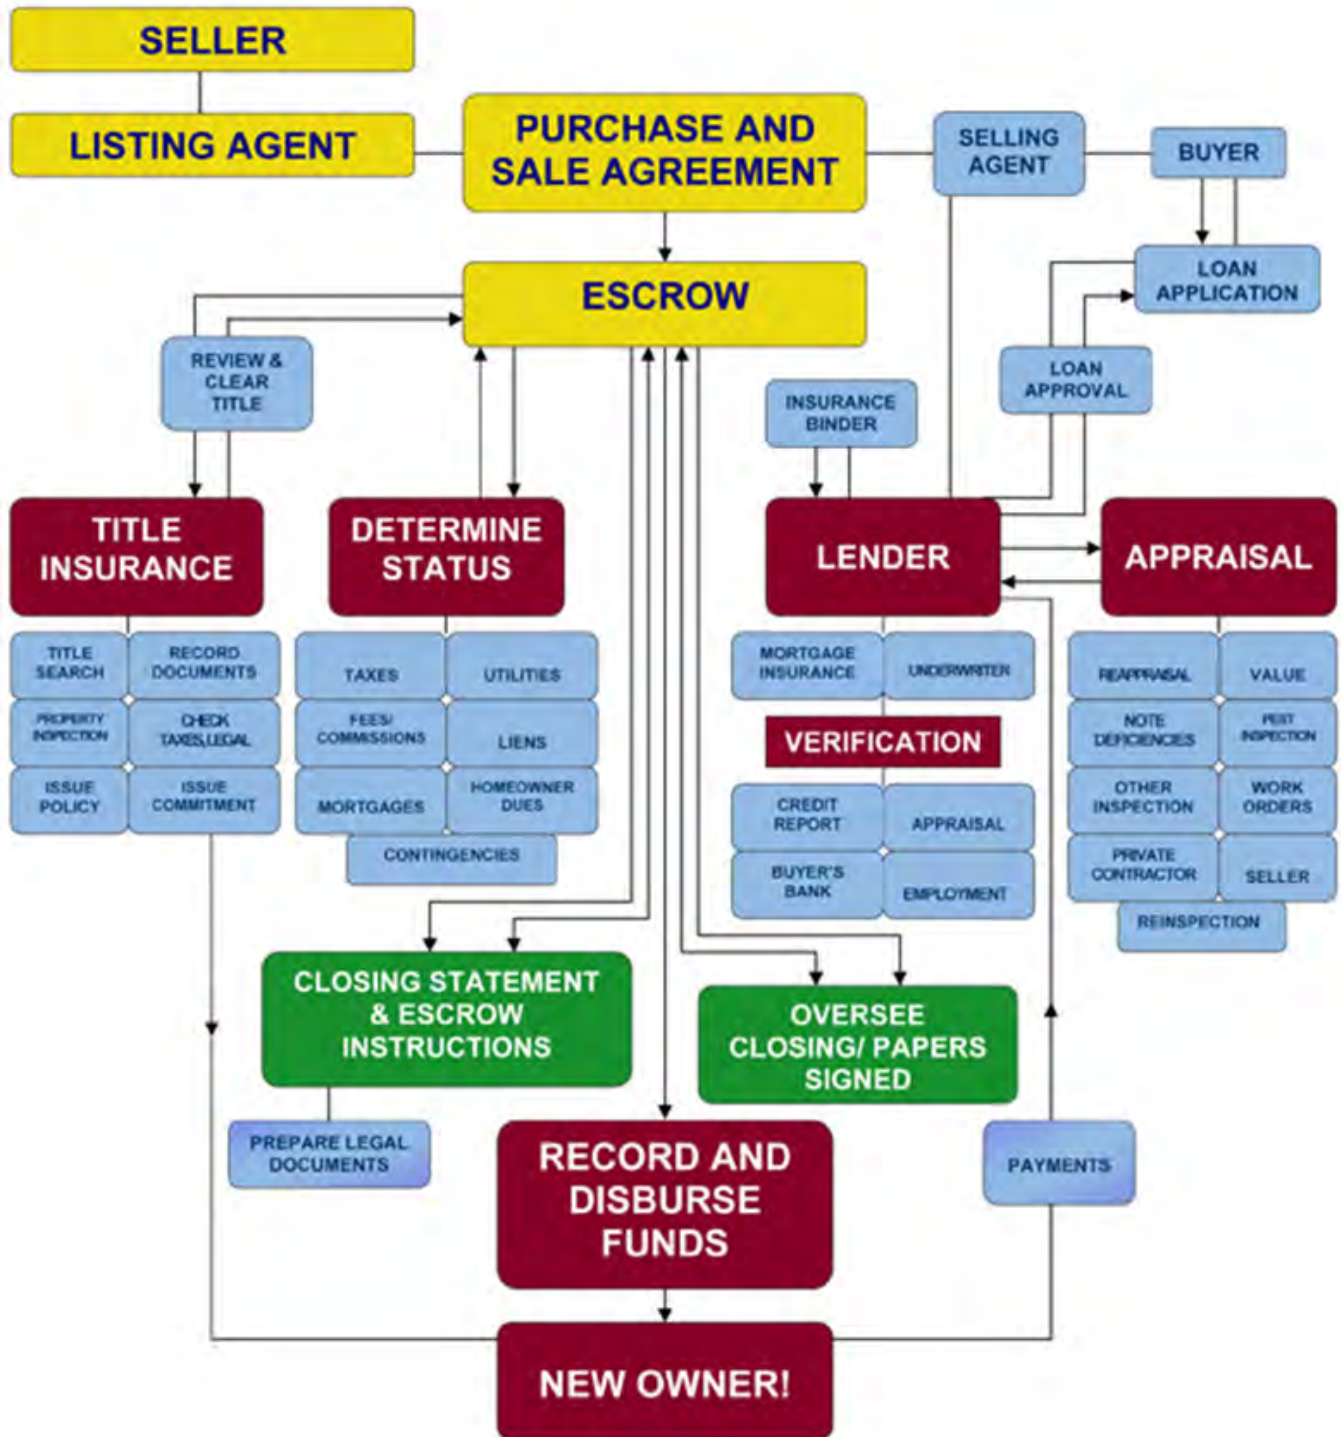 SELLER
LISTING AGENT
PURCHASE AND
SALE AGREEMENT
SELLING
AGENT
BUYER
LOAN
APPLICATION
ESCROW
REVIEW &
CLEAR
TITLE
LOAN
APPROVAL
INSURANCE
BINDER
TITLE
INSURANCE
DETERMINE
STATUS
LENDER
APPRAISAL
TITLE
SEARCH
RECORD
DOCUMENTS
PROPERTY
INSPECTION
CHECK
TAXES,LEGAL
ISSUE
POLICY
ISSUE
COMMITMENT
TAXES
UTILITIES
FEES/
COMMISSIONS
LIENS
MORTGAGES
HOMEOWNER
DUES
CONTINGENCIES
MORTGAGE
INSURANCE
UNDERWRITER
VERIFICATION
CREDIT
REPORT
APPRAISAL
BUYER'S
BANK
EMPLOYMENT
REAPPRAISAL
VALUE
NOTE
DEFICIENCIES
PEST
INSPECTION
OTHER
INSPECTION
WORK
ORDERS
PRIVATE
CONTRACTOR
SELLER
REINSPECTION
CLOSING STATEMENT
& ESCROW
INSTRUCTIONS
OVERSEE
CLOSING/ PAPERS
SIGNED
PREPARE LEGAL
DOCUMENTS
RECORD AND
DISBURSE
FUNDS
PAYMENTS
NEW OWNER!